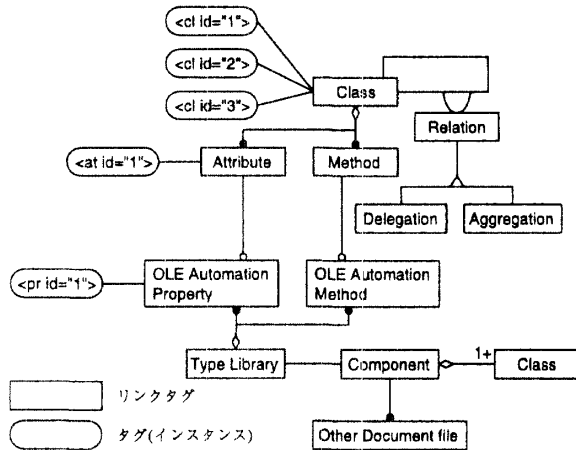 <cl id="1">
<cl id="2">
<cl id="3">
Class
Relation
<at id="1">
Attribute
Method
Delegation
Aggregation
<pr id="1">
OLE Automation
Property
OLE Automation
Method
Type Library
Component
1+
Class
リンクタグ
タグ(インスタンス)
Other Document file